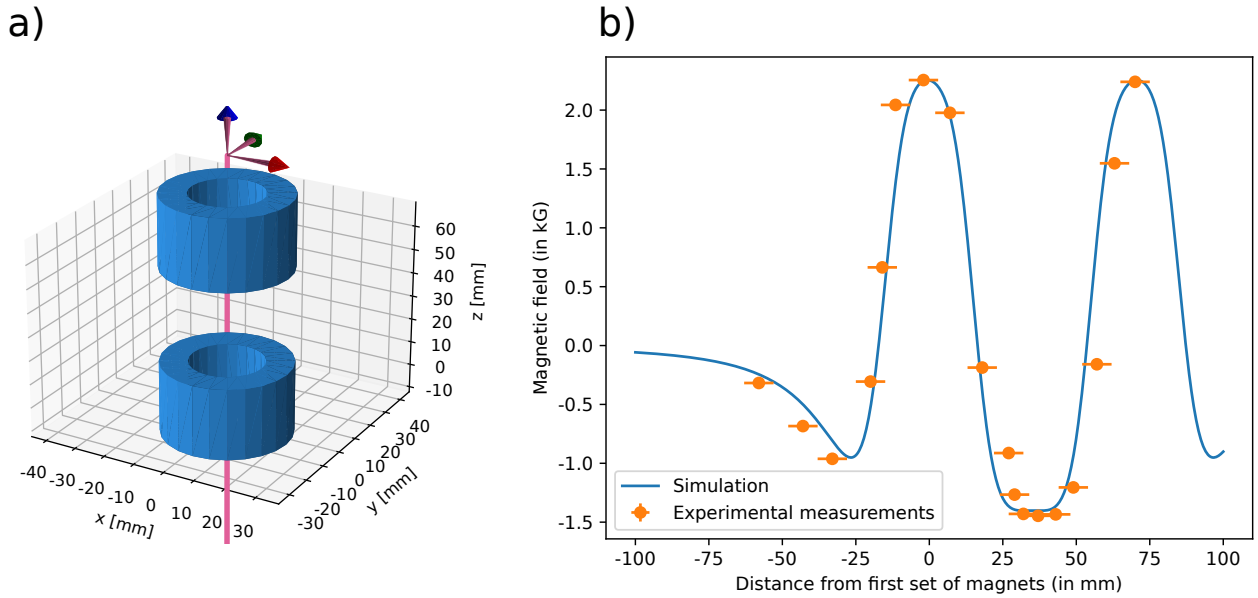 a)
60
50
40
30
20
10
0
-10
z [mm]
-40 -30 -20 -10 0 10 20 30
x [mm]
-30 -20 -10 0 10 20 30 40
y [mm]
b)
2.0
1.5
1.0
0.5
0.0
-0.5
-1.0
-1.5
Magnetic field (in kG)
Simulation
Experimental measurements
-100 -75 -50 -25 0 25 50 75 100
Distance from first set of magnets (in mm)